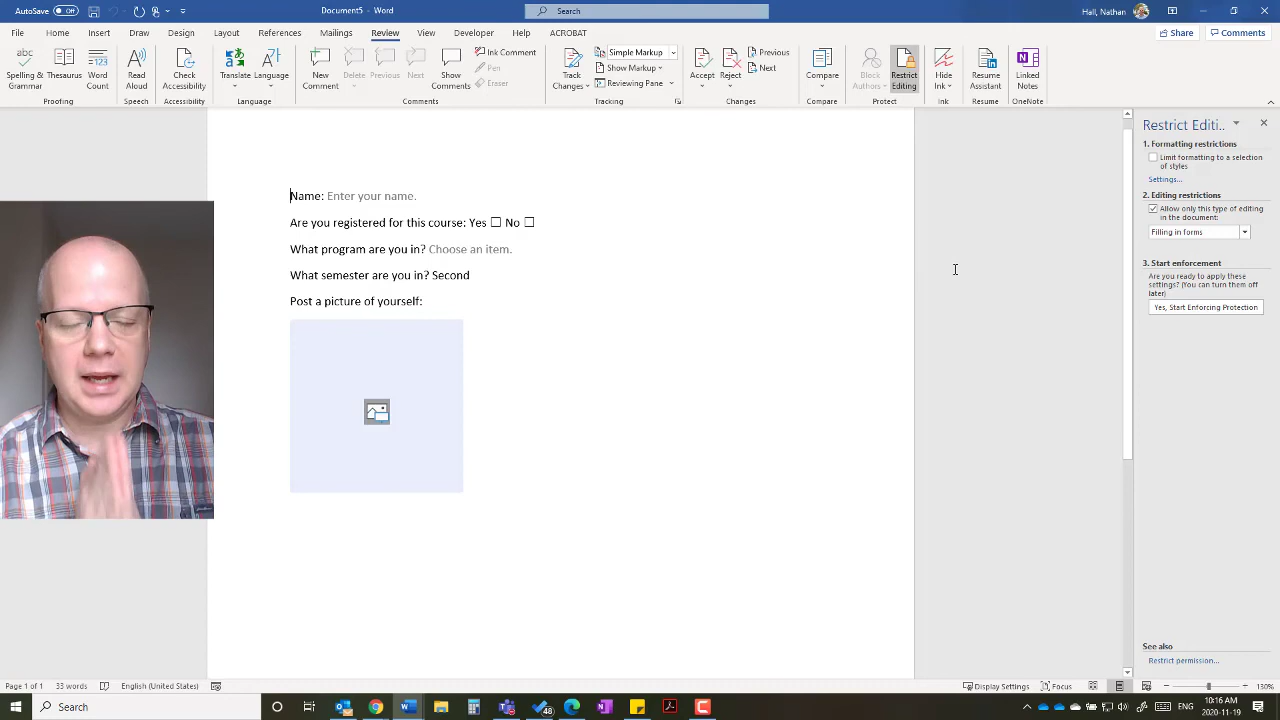 AutoSave Off Document5 - Word Search Hall, Nathan
File Home Insert Draw Design Layout References Mailings Review View Developer Help ACROBAT Share Comments
Spelling & Grammar Thesaurus Word Count Read Aloud Check Accessibility Translate Language New Comment Delete Previous Next Show Comments Ink Comment Pen Eraser Track Changes Simple Markup Show Markup Reviewing Pane Accept Reject Previous Next Compare Block Authors Restrict Editing Hide Ink Resume Assistant Linked Notes
Proofing Speech Accessibility Language Comments Tracking Changes Compare Protect Ink Resume OneNote
Name: Enter your name.
Are you registered for this course: Yes ☐ No ☐
What program are you in? Choose an item.
What semester are you in? Second
Post a picture of yourself:
Restrict Editi..
1. Formatting restrictions
Limit formatting to a selection
of styles
Settings...
2. Editing restrictions
Allow only this type of editing
in the document:
Filling in forms
3. Start enforcement
Are you ready to apply these
settings? (You can turn them off
later)
Yes, Start Enforcing Protection
See also
Restrict permission...
Page 1 of 1 33 words English (United States) Display Settings Focus 130%
Search 48 ENG 10:16 AM
2020-11-19